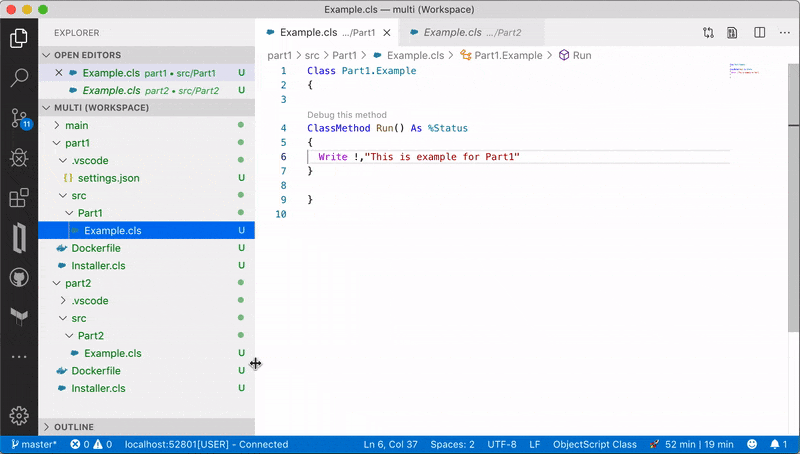 Example.cls — multi (Workspace)
EXPLORER
OPEN EDITORS
Example.cls part1 • src/Part1 U
Example.cls part2 • src/Part2 U
MULTI (WORKSPACE)
main
part1
.vscode
{ } settings.json U
src
Part1
Example.cls U
Dockerfile U
Installer.cls U
part2
.vscode
src
Part2
Example.cls U
Dockerfile U
Installer.cls U
OUTLINE
11
Example.cls .../Part1
Example.cls .../Part2
part1 > src > Part1 > Example.cls > Part1.Example > Run
1 Class Part1.Example
2 {
3
Debug this method
4 ClassMethod Run() As %Status
5 {
6 Write !,"This is example for Part1"
7 }
8
9 }
10
master* 0 0 localhost:52801[USER] - Connected Ln 6, Col 37 Spaces: 2 UTF-8 LF ObjectScript Class 🚀 52 min | 19 min 1